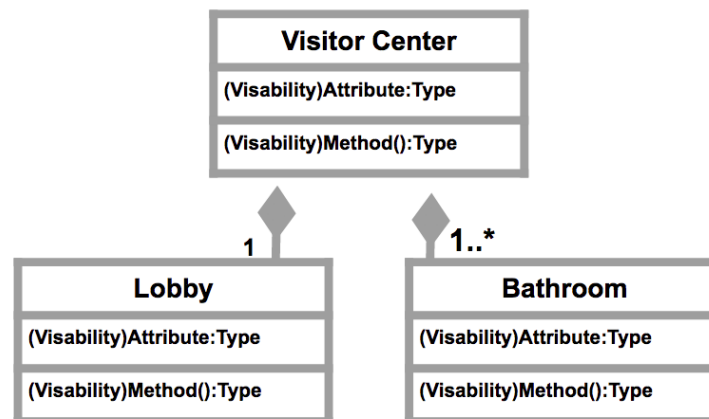 Visitor Center
(Visability)Attribute:Type
(Visability)Method():Type
1
1..*
Lobby
(Visability)Attribute:Type
(Visability)Method():Type
Bathroom
(Visability)Attribute:Type
(Visability)Method():Type